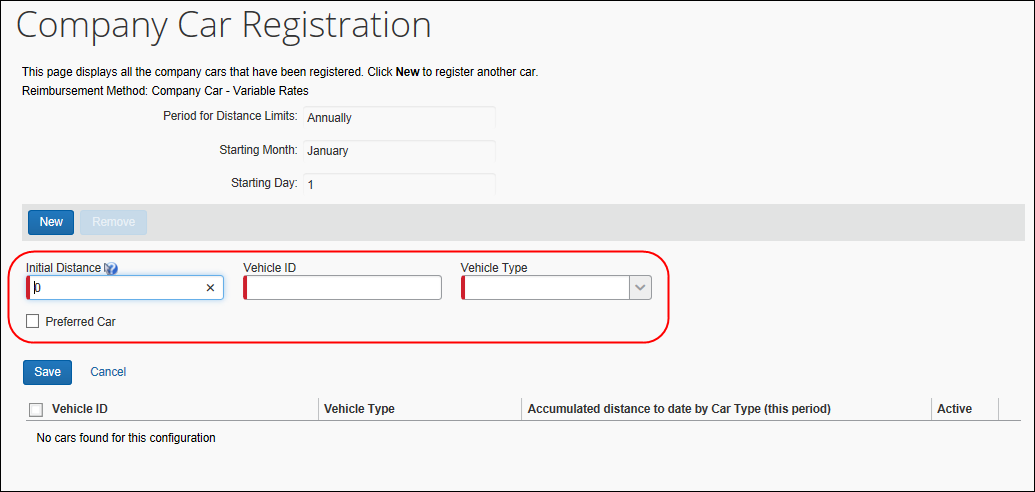 Company Car Registration
This page displays all the company cars that have been registered. Click New to register another car.
Reimbursement Method: Company Car - Variable Rates
Period for Distance Limits: Annually
Starting Month: January
Starting Day: 1
New Remove
Initial Distance Vehicle ID Vehicle Type
0
Preferred Car
Save Cancel
Vehicle ID Vehicle Type Accumulated distance to date by Car Type (this period) Active
No cars found for this configuration